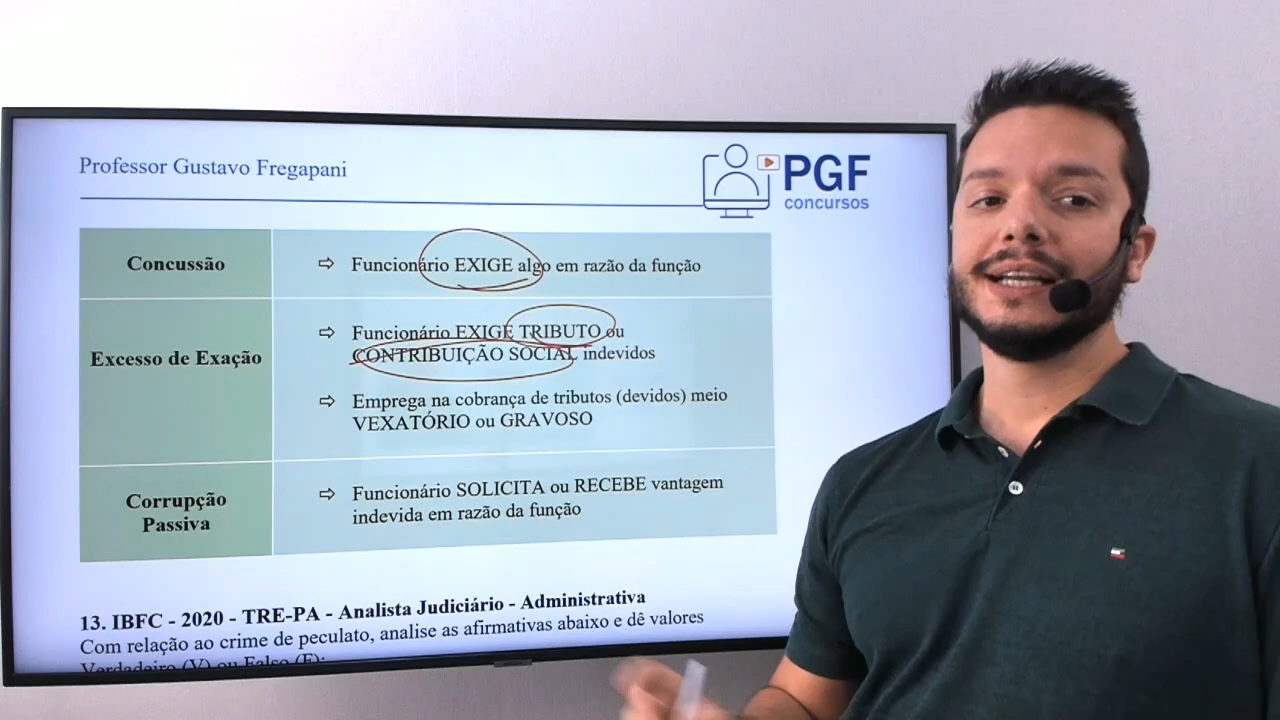 Professor Gustavo Fregapani
PGF
concursos
Concussão
⇨ Funcionário EXIGE algo em razão da função
Excesso de Exação
⇨ Funcionário EXIGE TRIBUTO ou
CONTRIBUIÇÃO SOCIAL indevidos
⇨ Emprega na cobrança de tributos (devidos) meio
VEXATÓRIO ou GRAVOSO
Corrupção
Passiva
⇨ Funcionário SOLICITA ou RECEBE vantagem
indevida em razão da função
13. IBFC - 2020 - TRE-PA - Analista Judiciário - Administrativa
Com relação ao crime de peculato, analise as afirmativas abaixo e dê valores
Verdadeiro (V) ou Falso (F):